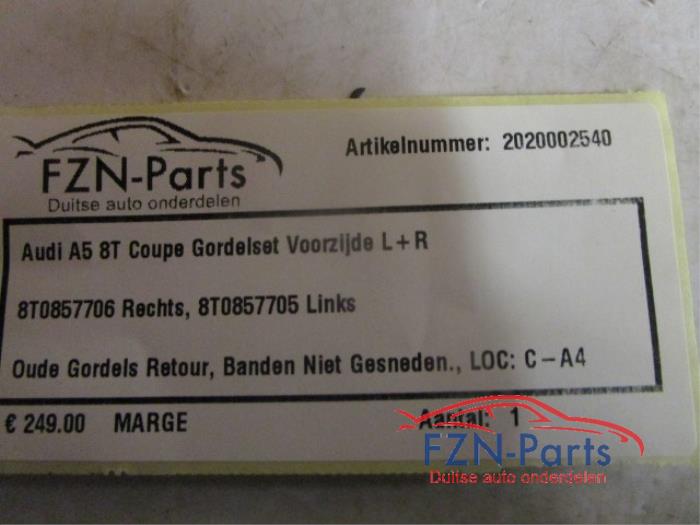 FZN-Parts
Duitse auto onderdelen
Artikelnummer: 2020002540
Audi A5 8T Coupe Gordelset Voorzijde L+R
8T0857706 Rechts, 8T0857705 Links
Oude Gordels Retour, Banden Niet Gesneden., LOC: C-A4
€ 249.00 MARGE Aantal: 1
FZN-Parts
Duitse auto onderdelen